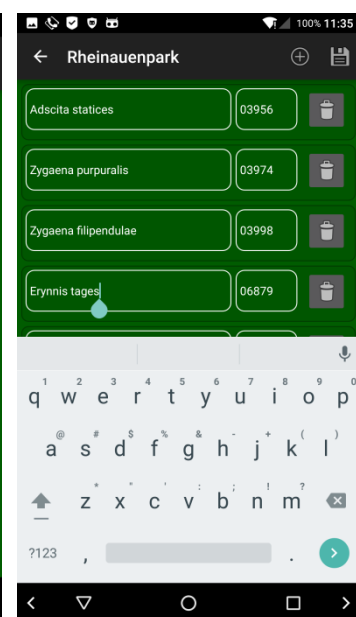 100% 11:35
Rheinauenpark
Adscita statices 03956
Zygaena purpuralis 03974
Zygaena filipendulae 03998
Erynnis tages 06879
1 2 3 4 5 6 7 8 9 0
q w e r t y u i o p
@ # $ % & - + ( )
a s d f g h j k l
* " ' : ; ! ?
z x c v b n m
?123 , .